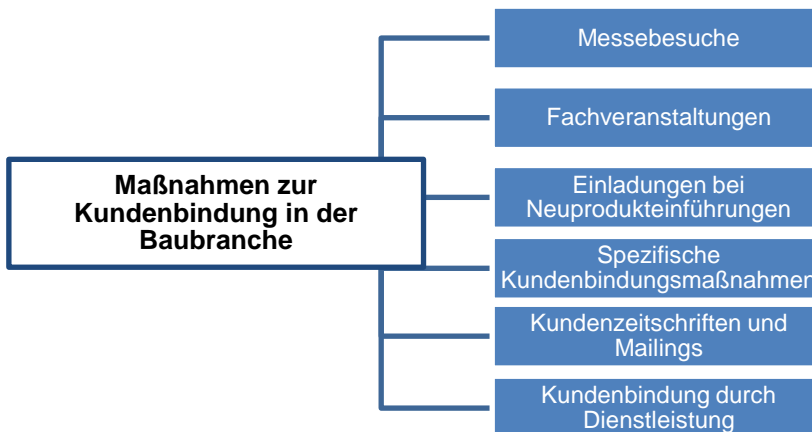 Maßnahmen zur
Kundenbindung in der
Baubranche
Messebesuche
Fachveranstaltungen
Einladungen bei
Neuprodukteinführungen
Spezifische
Kundenbindungsmaßnahmen
Kundenzeitschriften und
Mailings
Kundenbindung durch
Dienstleistung